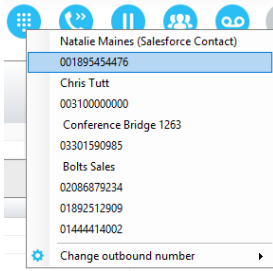 Natalie Maines (Salesforce Contact)
001895454476
Chris Tutt
003100000000
Conference Bridge 1263
03301590985
Bolts Sales
02086879234
01892512909
01444414002
Change outbound number